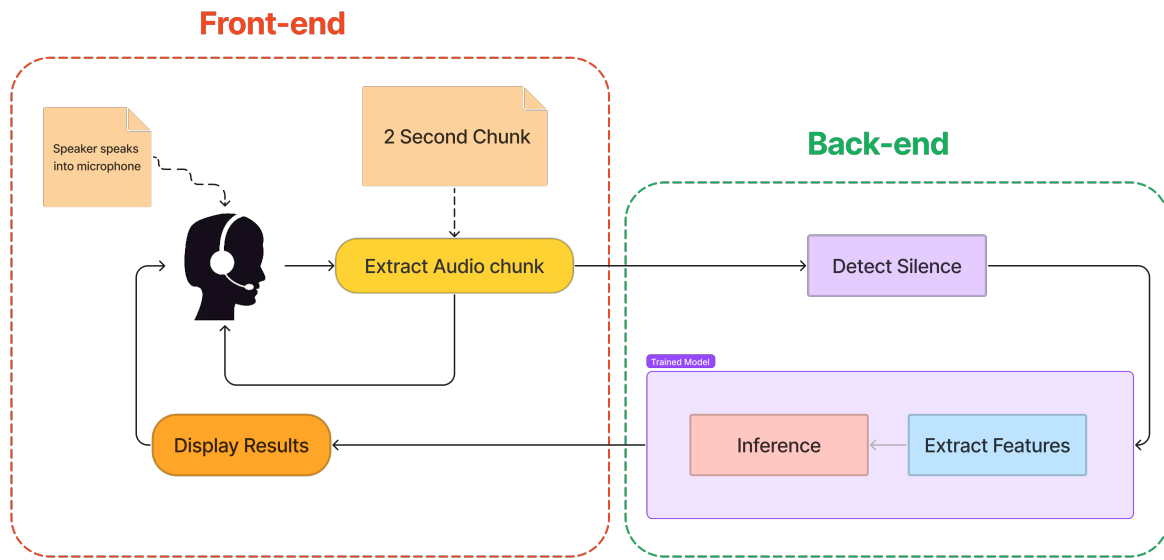 Front-end
Speaker speaks
into microphone
2 Second Chunk
Back-end
Extract Audio chunk
Detect Silence
Trained Model
Display Results
Inference
Extract Features